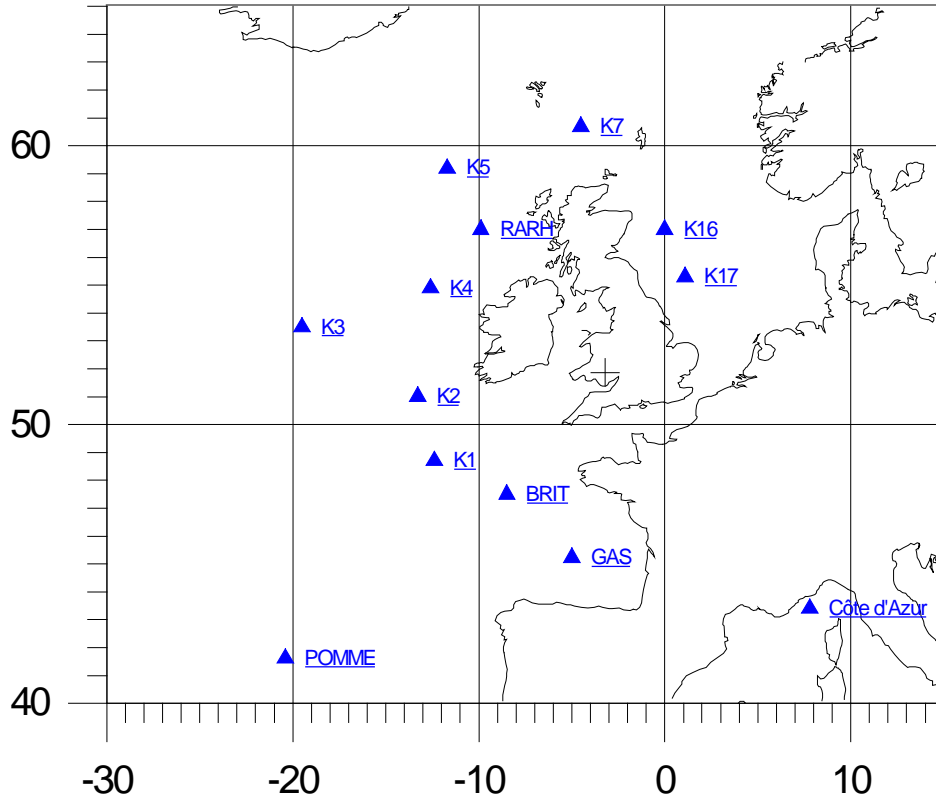 K7
60
K5
RARH
K16
K17
K4
K3
K2
50
K1
BRIT
GAS
Côte d'Azur
POMME
40
-30 -20 -10 0 10